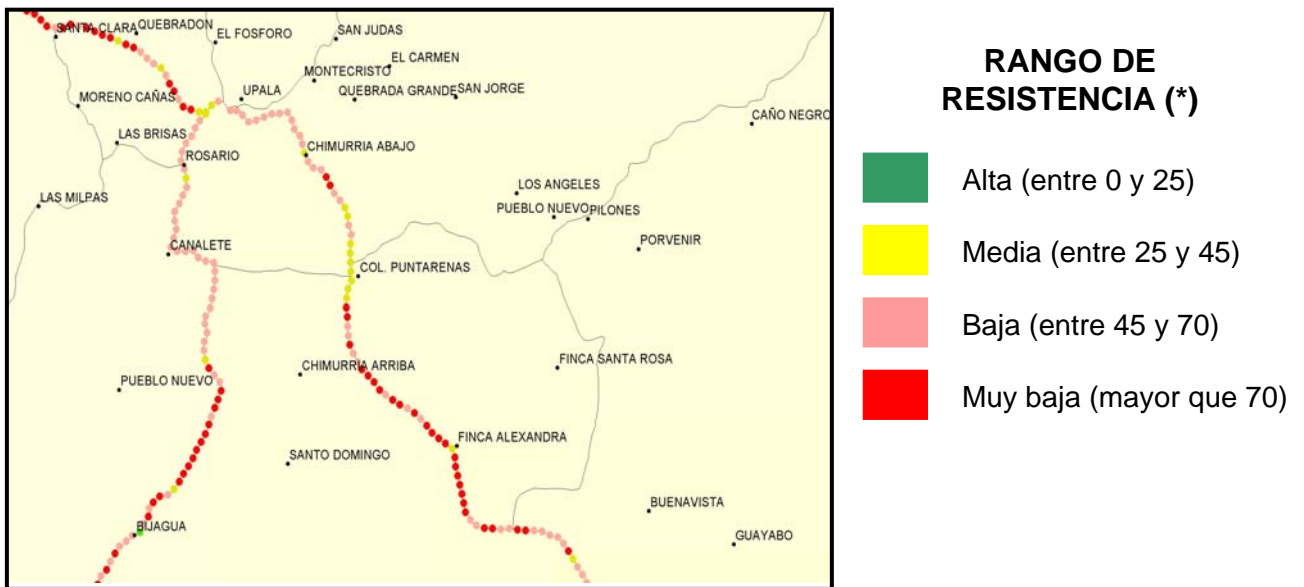 SANTA CLARA
QUEBRADON
EL FOSFORO
SAN JUDAS
EL CARMEN
MONTECRISTO
MORENO CAÑAS
UPALA
QUEBRADA GRANDE
SAN JORGE
CAÑO NEGRO
LAS BRISAS
CHIMURRIA ABAJO
ROSARIO
LAS MILPAS
LOS ANGELES
PUEBLO NUEVO
PILONES
CANALETE
PORVENIR
COL. PUNTARENAS
PUEBLO NUEVO
CHIMURRIA ARRIBA
FINCA SANTA ROSA
FINCA ALEXANDRA
SANTO DOMINGO
BUENAVISTA
BIJAGUA
GUAYABO
RANGO DE
RESISTENCIA (*)
Alta (entre 0 y 25)
Media (entre 25 y 45)
Baja (entre 45 y 70)
Muy baja (mayor que 70)